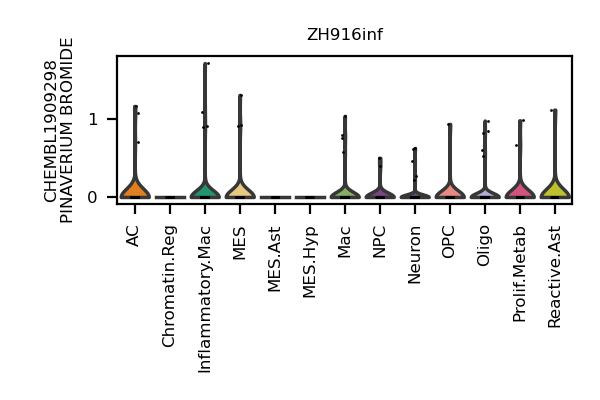 ZH916inf
CHEMBL1909298
PINAVERIUM BROMIDE
1
0
AC
Chromatin.Reg
Inflammatory.Mac
MES
MES.Ast
MES.Hyp
Mac
NPC
Neuron
OPC
Oligo
Prolif.Metab
Reactive.Ast